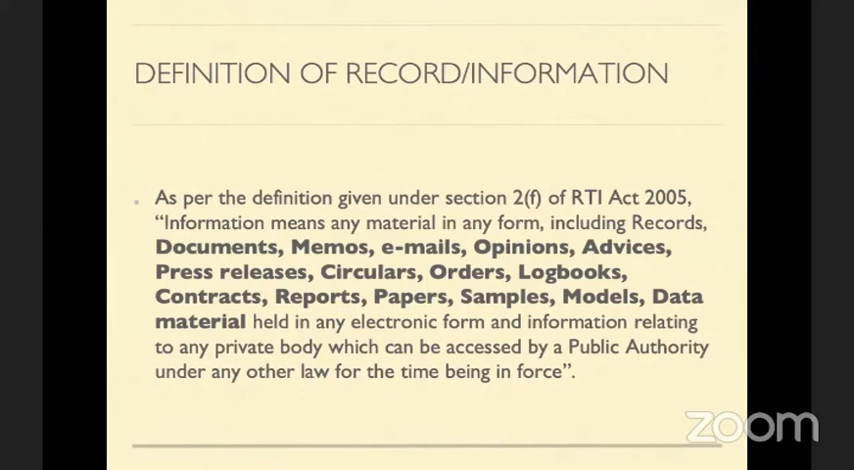 DEFINITION OF RECORD/INFORMATION
As per the definition given under section 2(f) of RTI Act 2005,
“Information means any material in any form, including Records,
Documents, Memos, e-mails, Opinions, Advices,
Press releases, Circulars, Orders, Logbooks,
Contracts, Reports, Papers, Samples, Models, Data
material held in any electronic form and information relating
to any private body which can be accessed by a Public Authority
under any other law for the time being in force”.
zoom